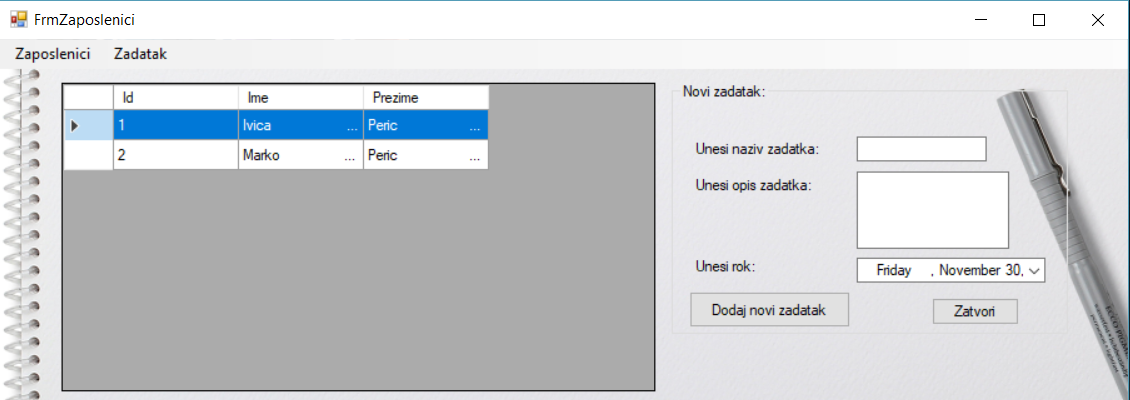 FrmZaposlenici
Zaposlenici Zadatak
Id Ime Prezime
1 Ivica ... Peric ...
2 Marko ... Peric ...
Novi zadatak:
Unesi naziv zadatka:
Unesi opis zadatka:
Unesi rok: Friday , November 30,
Dodaj novi zadatak Zatvori